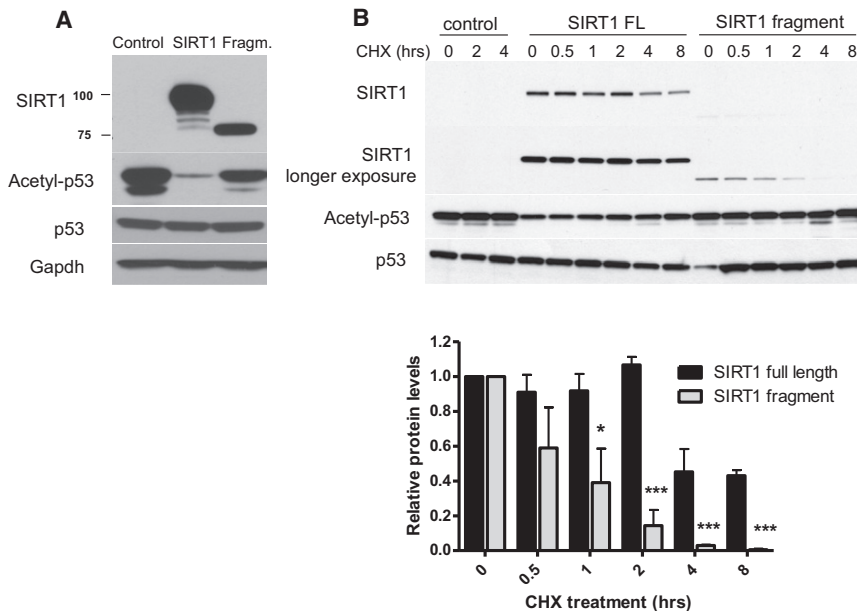 A
Control SIRT1 Fragm.
SIRT1
100
75
Acetyl-p53
p53
Gapdh
B
control SIRT1 FL SIRT1 fragment
CHX (hrs) 0 2 4 0 0.5 1 2 4 8 0 0.5 1 2 4 8
SIRT1
SIRT1
longer exposure
Acetyl-p53
p53
Relative protein levels
1.2
1.0
0.8
0.6
0.4
0.2
0.0
SIRT1 full length
SIRT1 fragment
*
***
***
***
0 0.5 1 2 4 8
CHX treatment (hrs)